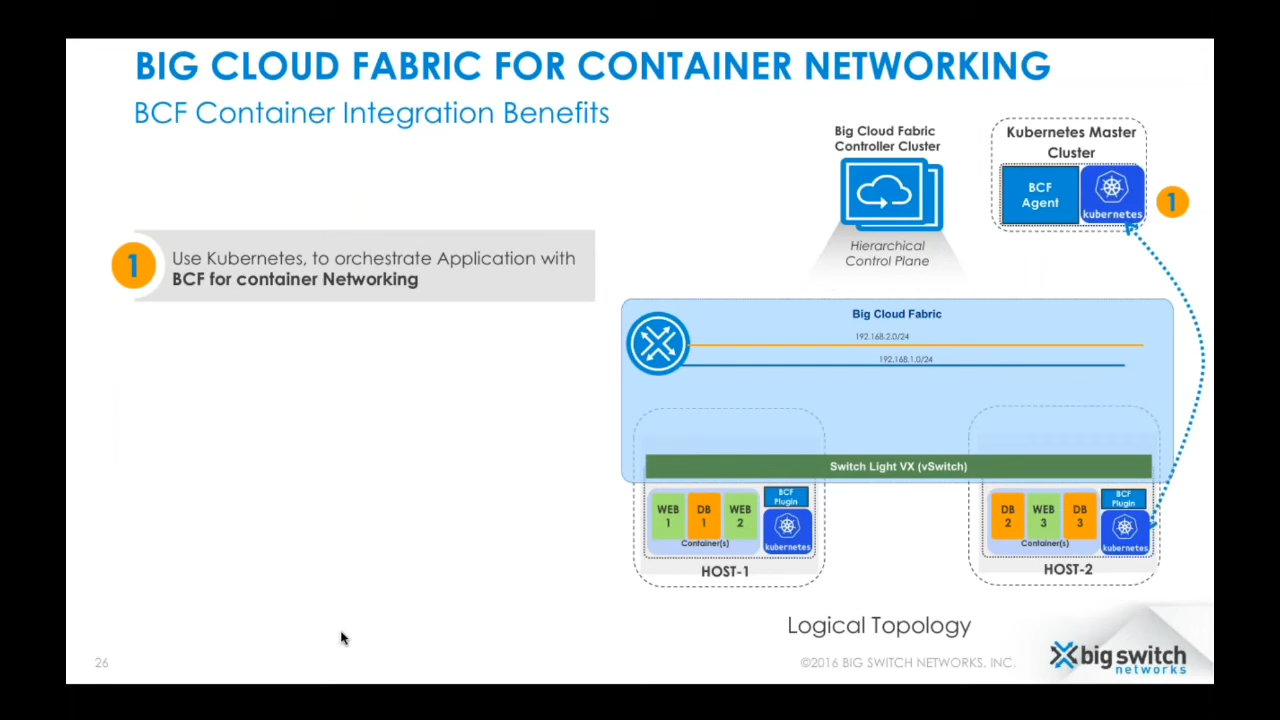 BIG CLOUD FABRIC FOR CONTAINER NETWORKING
BCF Container Integration Benefits
Big Cloud Fabric
Controller Cluster
Hierarchical
Control Plane
Kubernetes Master
Cluster
BCF
Agent
kubernetes
1
1
Use Kubernetes, to orchestrate Application with
BCF for container Networking
Big Cloud Fabric
192.168.2.0/24
192.168.1.0/24
Switch Light VX (vSwitch)
WEB
1
DB
1
WEB
2
Container(s)
BCF
Plugin
kubernetes
HOST-1
DB
2
WEB
3
DB
3
Container(s)
BCF
Plugin
kubernetes
HOST-2
Logical Topology
26
©2016 BIG SWITCH NETWORKS, INC.
big switch
networks